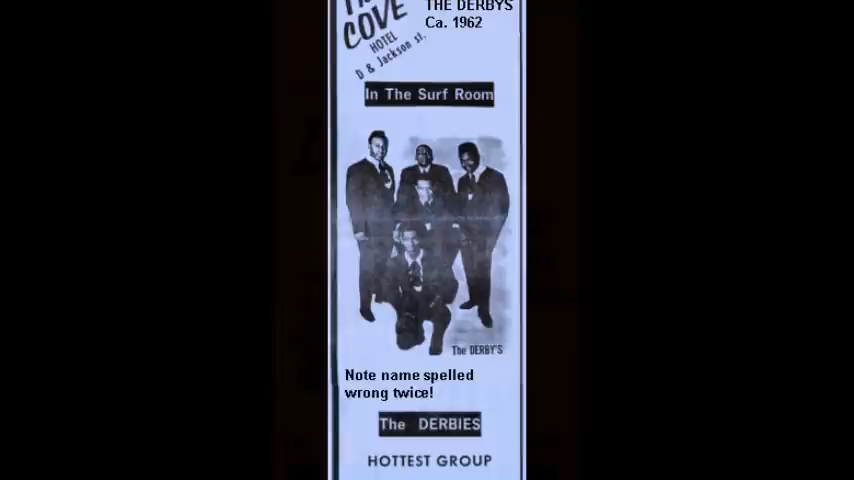 THE DERBYS
Ca. 1962
COVE
HOTEL
D & Jackson st.
In The Surf Room
The DERBY'S
Note name spelled
wrong twice!
The DERBIES
HOTTEST GROUP